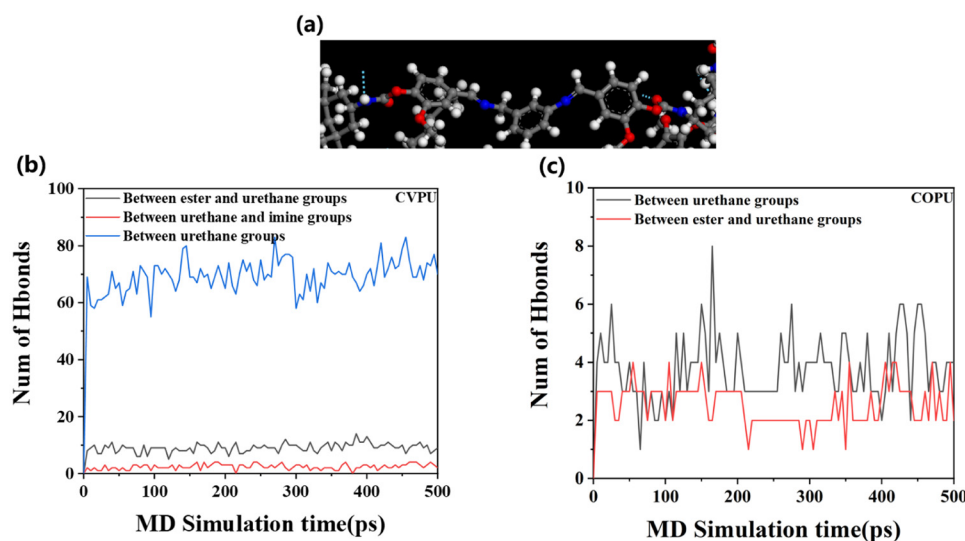 (a)
(b)
100
80
60
40
20
0
0 100 200 300 400 500
Num of Hbonds
MD Simulation time(ps)
Between ester and urethane groups
Between urethane and imine groups
Between urethane groups
CVPU
(c)
10
8
6
4
2
0
0 100 200 300 400 500
Num of Hbonds
MD Simulation time(ps)
Between urethane groups
Between ester and urethane groups
COPU